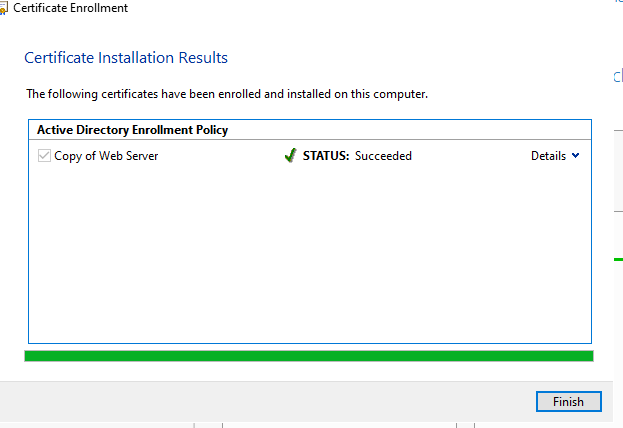 Certificate Enrollment
Certificate Installation Results
The following certificates have been enrolled and installed on this computer.
Active Directory Enrollment Policy
Copy of Web Server STATUS: Succeeded Details
Finish